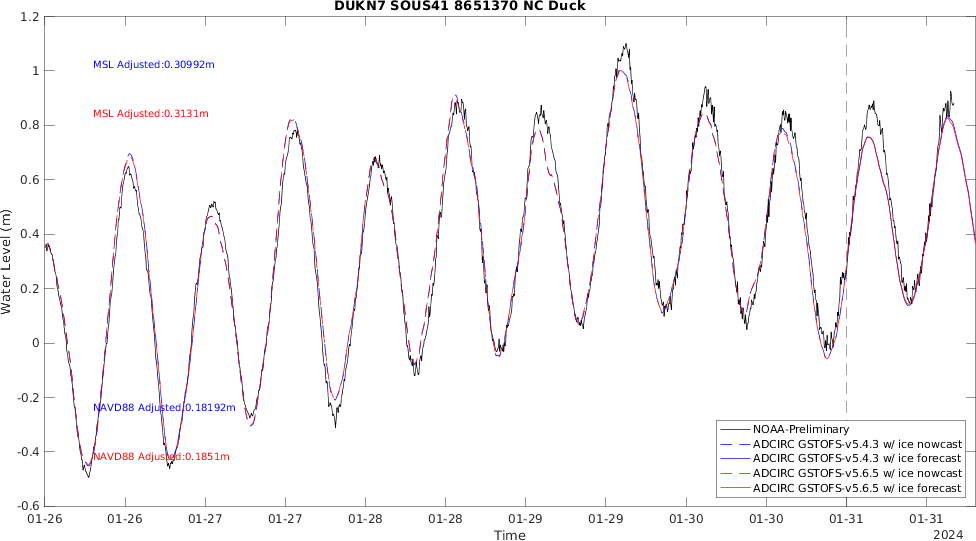 DUKN7 SOUS41 8651370 NC Duck
1.2
1
0.8
0.6
0.4
0.2
0
-0.2
-0.4
-0.6
Water Level (m)
MSL Adjusted:0.30992m
MSL Adjusted:0.3131m
NAVD88 Adjusted:0.18192m
NAVD88 Adjusted:0.1851m
NOAA-Preliminary
ADCIRC GSTOFS-v5.4.3 w/ ice nowcast
ADCIRC GSTOFS-v5.4.3 w/ ice forecast
ADCIRC GSTOFS-v5.6.5 w/ ice nowcast
ADCIRC GSTOFS-v5.6.5 w/ ice forecast
01-26 01-26 01-27 01-27 01-28 01-28 01-29 01-29 01-30 01-30 01-31 01-31
Time
2024